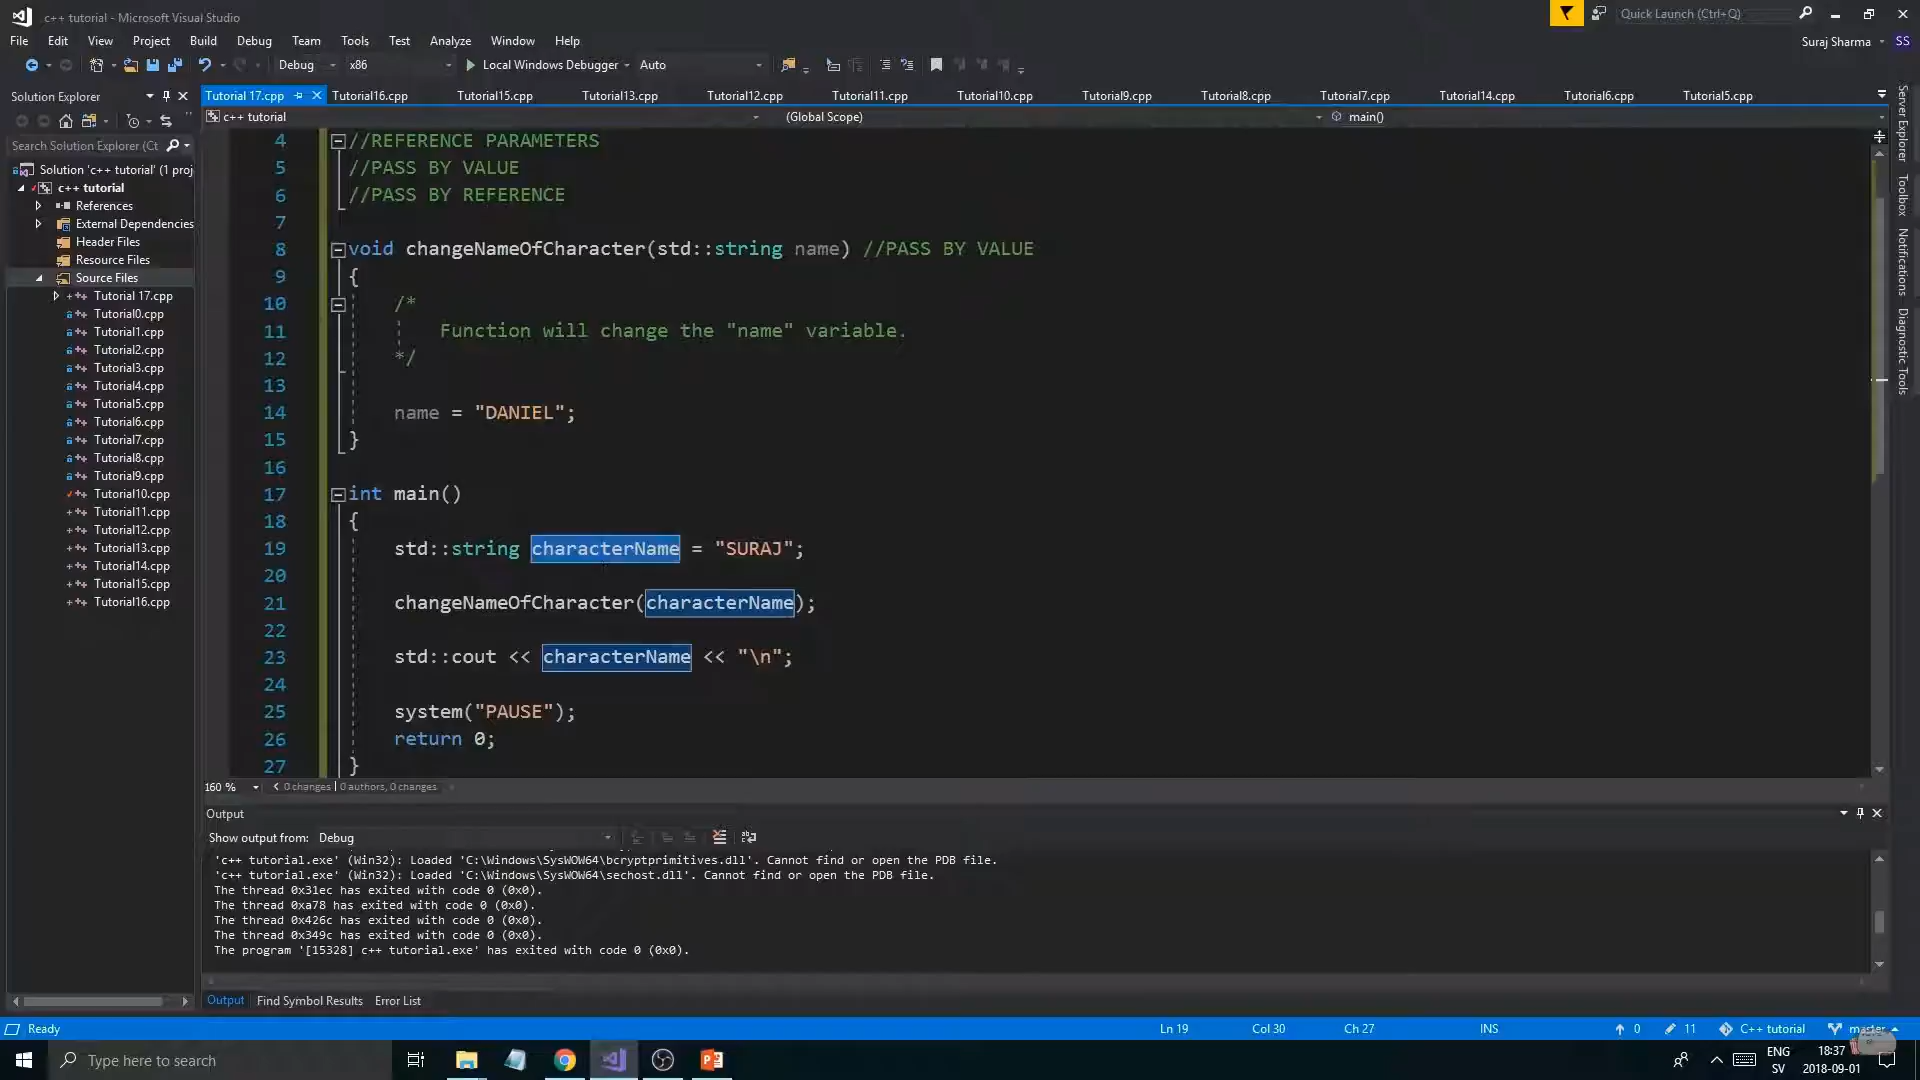 c++ tutorial - Microsoft Visual Studio
Quick Launch (Ctrl+Q)
File Edit View Project Build Debug Team Tools Test Analyze Window Help
Suraj Sharma SS
Debug x86 Local Windows Debugger Auto
Solution Explorer
Tutorial 17.cpp Tutorial16.cpp Tutorial15.cpp Tutorial13.cpp Tutorial12.cpp Tutorial11.cpp Tutorial10.cpp Tutorial9.cpp Tutorial8.cpp Tutorial7.cpp Tutorial14.cpp Tutorial6.cpp Tutorial5.cpp
c++ tutorial (Global Scope) main()
Search Solution Explorer (Ct
Solution 'c++ tutorial' (1 proj
c++ tutorial
References
External Dependencies
Header Files
Resource Files
Source Files
Tutorial 17.cpp
Tutorial0.cpp
Tutorial1.cpp
Tutorial2.cpp
Tutorial3.cpp
Tutorial4.cpp
Tutorial5.cpp
Tutorial6.cpp
Tutorial7.cpp
Tutorial8.cpp
Tutorial9.cpp
Tutorial10.cpp
Tutorial11.cpp
Tutorial12.cpp
Tutorial13.cpp
Tutorial14.cpp
Tutorial15.cpp
Tutorial16.cpp
4 //REFERENCE PARAMETERS
5 //PASS BY VALUE
6 //PASS BY REFERENCE
7
8 void changeNameOfCharacter(std::string name) //PASS BY VALUE
9 {
10 /*
11 Function will change the "name" variable.
12 */
13
14 name = "DANIEL";
15 }
16
17 int main()
18 {
19 std::string characterName = "SURAJ";
20
21 changeNameOfCharacter(characterName);
22
23 std::cout << characterName << "\n";
24
25 system("PAUSE");
26 return 0;
27 }
Server Explorer
Toolbox
Notifications
Diagnostic Tools
160 % 0 changes | 0 authors, 0 changes
Output
Show output from: Debug
'c++ tutorial.exe' (Win32): Loaded 'C:\Windows\SysWOW64\bcryptprimitives.dll'. Cannot find or open the PDB file.
'c++ tutorial.exe' (Win32): Loaded 'C:\Windows\SysWOW64\sechost.dll'. Cannot find or open the PDB file.
The thread 0x31ec has exited with code 0 (0x0).
The thread 0xa78 has exited with code 0 (0x0).
The thread 0x426c has exited with code 0 (0x0).
The thread 0x349c has exited with code 0 (0x0).
The program '[15328] c++ tutorial.exe' has exited with code 0 (0x0).
Output Find Symbol Results Error List
Ready Ln 19 Col 30 Ch 27 INS 0 11 C++ tutorial master
Type here to search
ENG
SV
18:37
2018-09-01